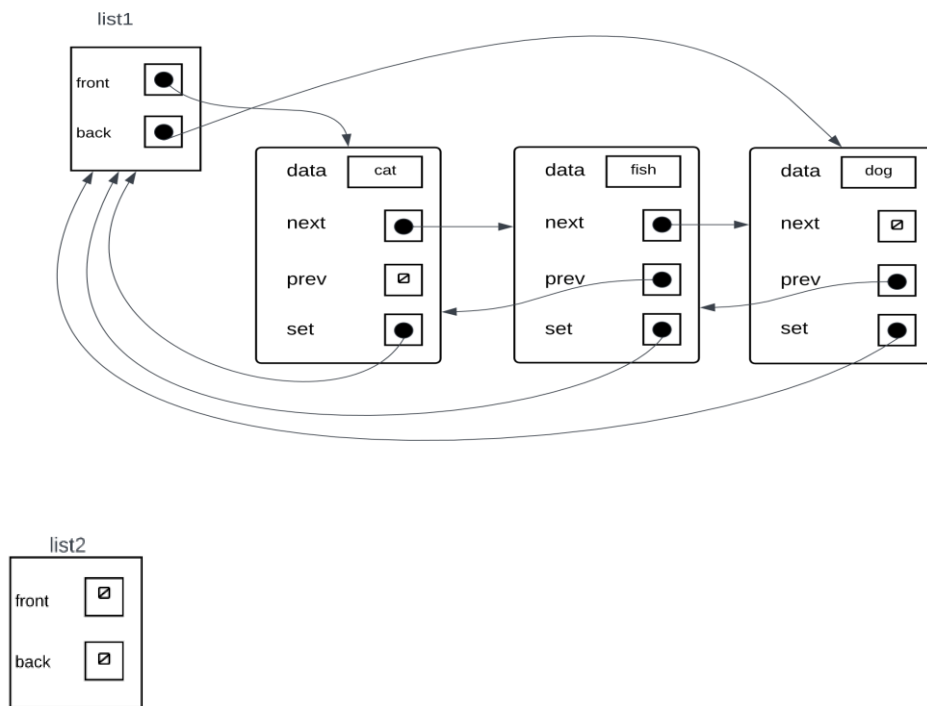 list1
front
back
data cat
next
prev
set
data fish
next
prev
set
data dog
next
prev
set
list2
front
back